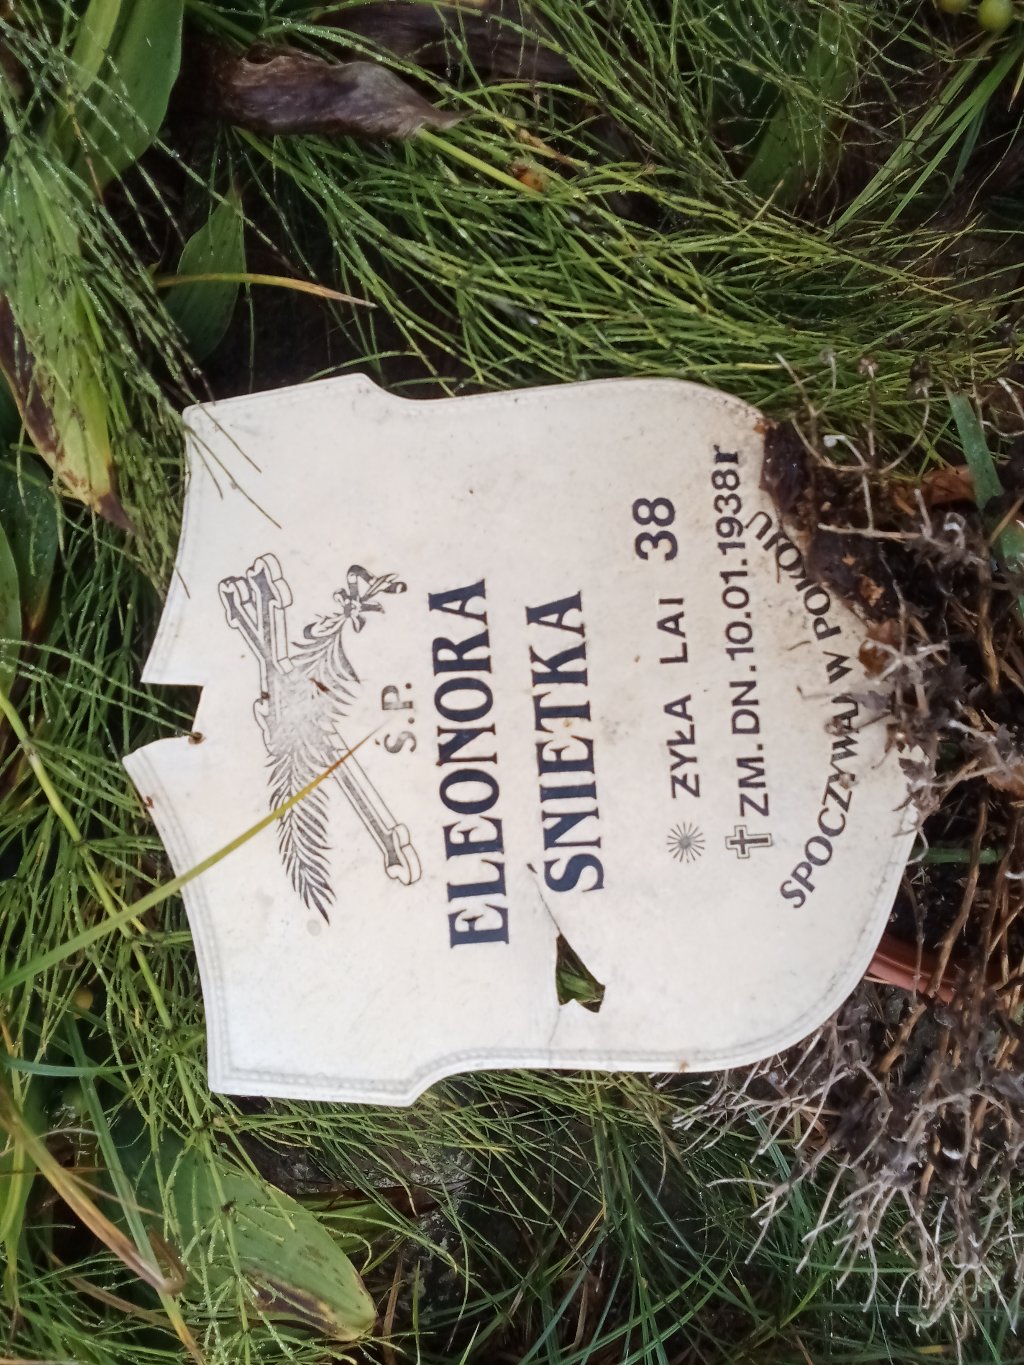 Ś.P.
ELEONORA
ŚNIETKA
ŻYŁA LAT 38
ZM. DN. 10.01.1938r
SPOCZYWAJ W POKOJU